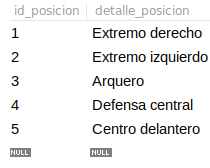 id_posicion detalle_posicion
1 Extremo derecho
2 Extremo izquierdo
3 Arquero
4 Defensa central
5 Centro delantero
NULL NULL